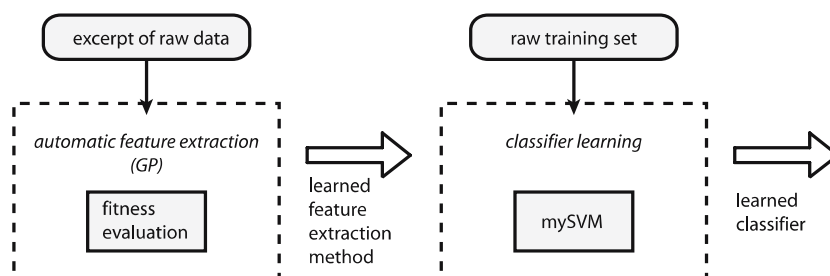 excerpt of raw data
raw training set
automatic feature extraction
(GP)
fitness
evaluation
learned
feature
extraction
method
classifier learning
mySVM
learned
classifier